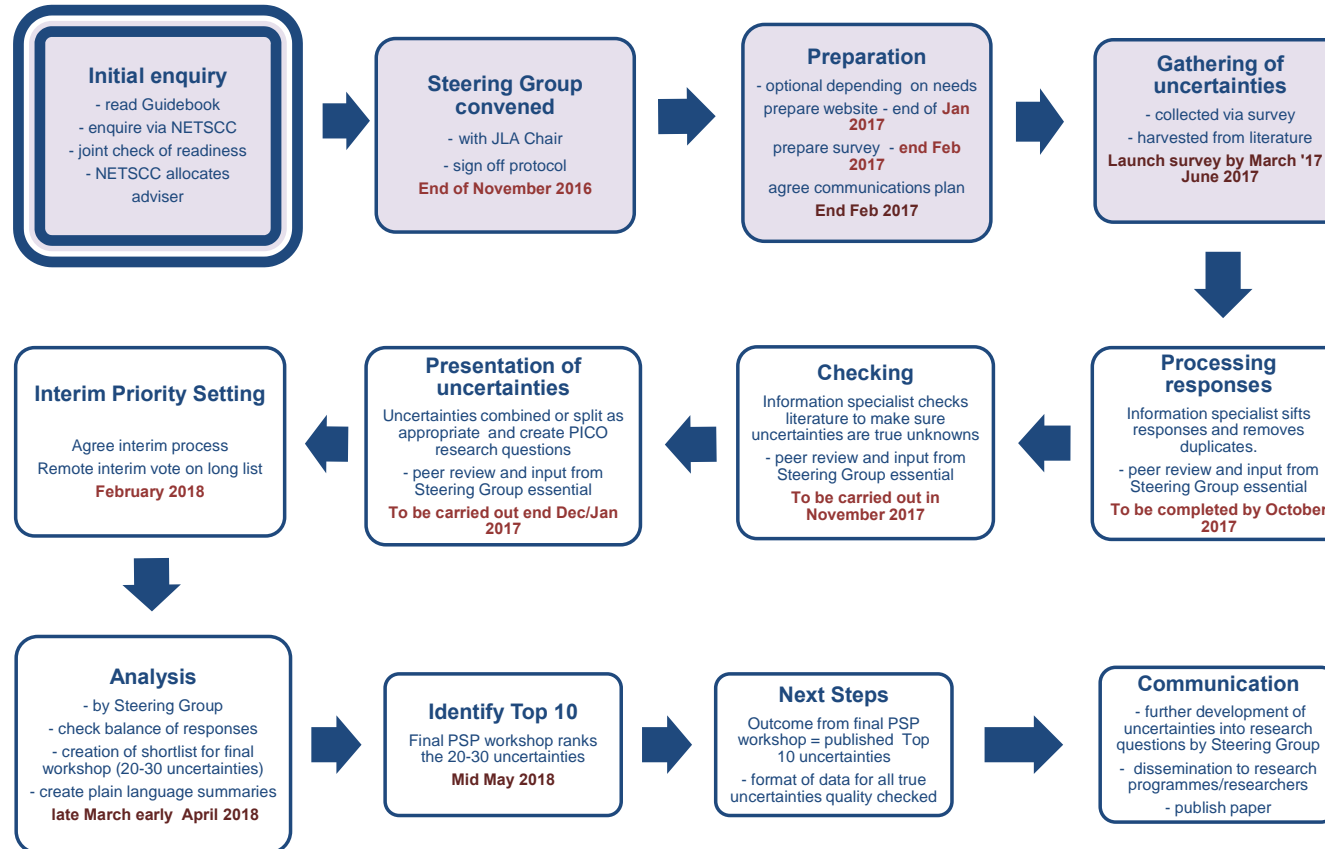 Initial enquiry
- read Guidebook
- enquire via NETSCC
- joint check of readiness
- NETSCC allocates
adviser
Steering Group
convened
- with JLA Chair
- sign off protocol
End of November 2016
Preparation
- optional depending on needs
prepare website - end of Jan
2017
prepare survey - end Feb
2017
agree communications plan
End Feb 2017
Gathering of
uncertainties
- collected via survey
- harvested from literature
Launch survey by March '17
June 2017
Processing
responses
Information specialist sifts
responses and removes
duplicates.
- peer review and input from
Steering Group essential
To be completed by October
2017
Checking
Information specialist checks
literature to make sure
uncertainties are true unknowns
- peer review and input from
Steering Group essential
To be carried out in
November 2017
Presentation of
uncertainties
Uncertainties combined or split as
appropriate and create PICO
research questions
- peer review and input from
Steering Group essential
To be carried out end Dec/Jan
2017
Interim Priority Setting
Agree interim process
Remote interim vote on long list
February 2018
Analysis
- by Steering Group
- check balance of responses
- creation of shortlist for final
workshop (20-30 uncertainties)
- create plain language summaries
late March early April 2018
Identify Top 10
Final PSP workshop ranks
the 20-30 uncertainties
Mid May 2018
Next Steps
Outcome from final PSP
workshop = published Top
10 uncertainties
- format of data for all true
uncertainties quality checked
Communication
- further development of
uncertainties into research
questions by Steering Group
- dissemination to research
programmes/researchers
- publish paper